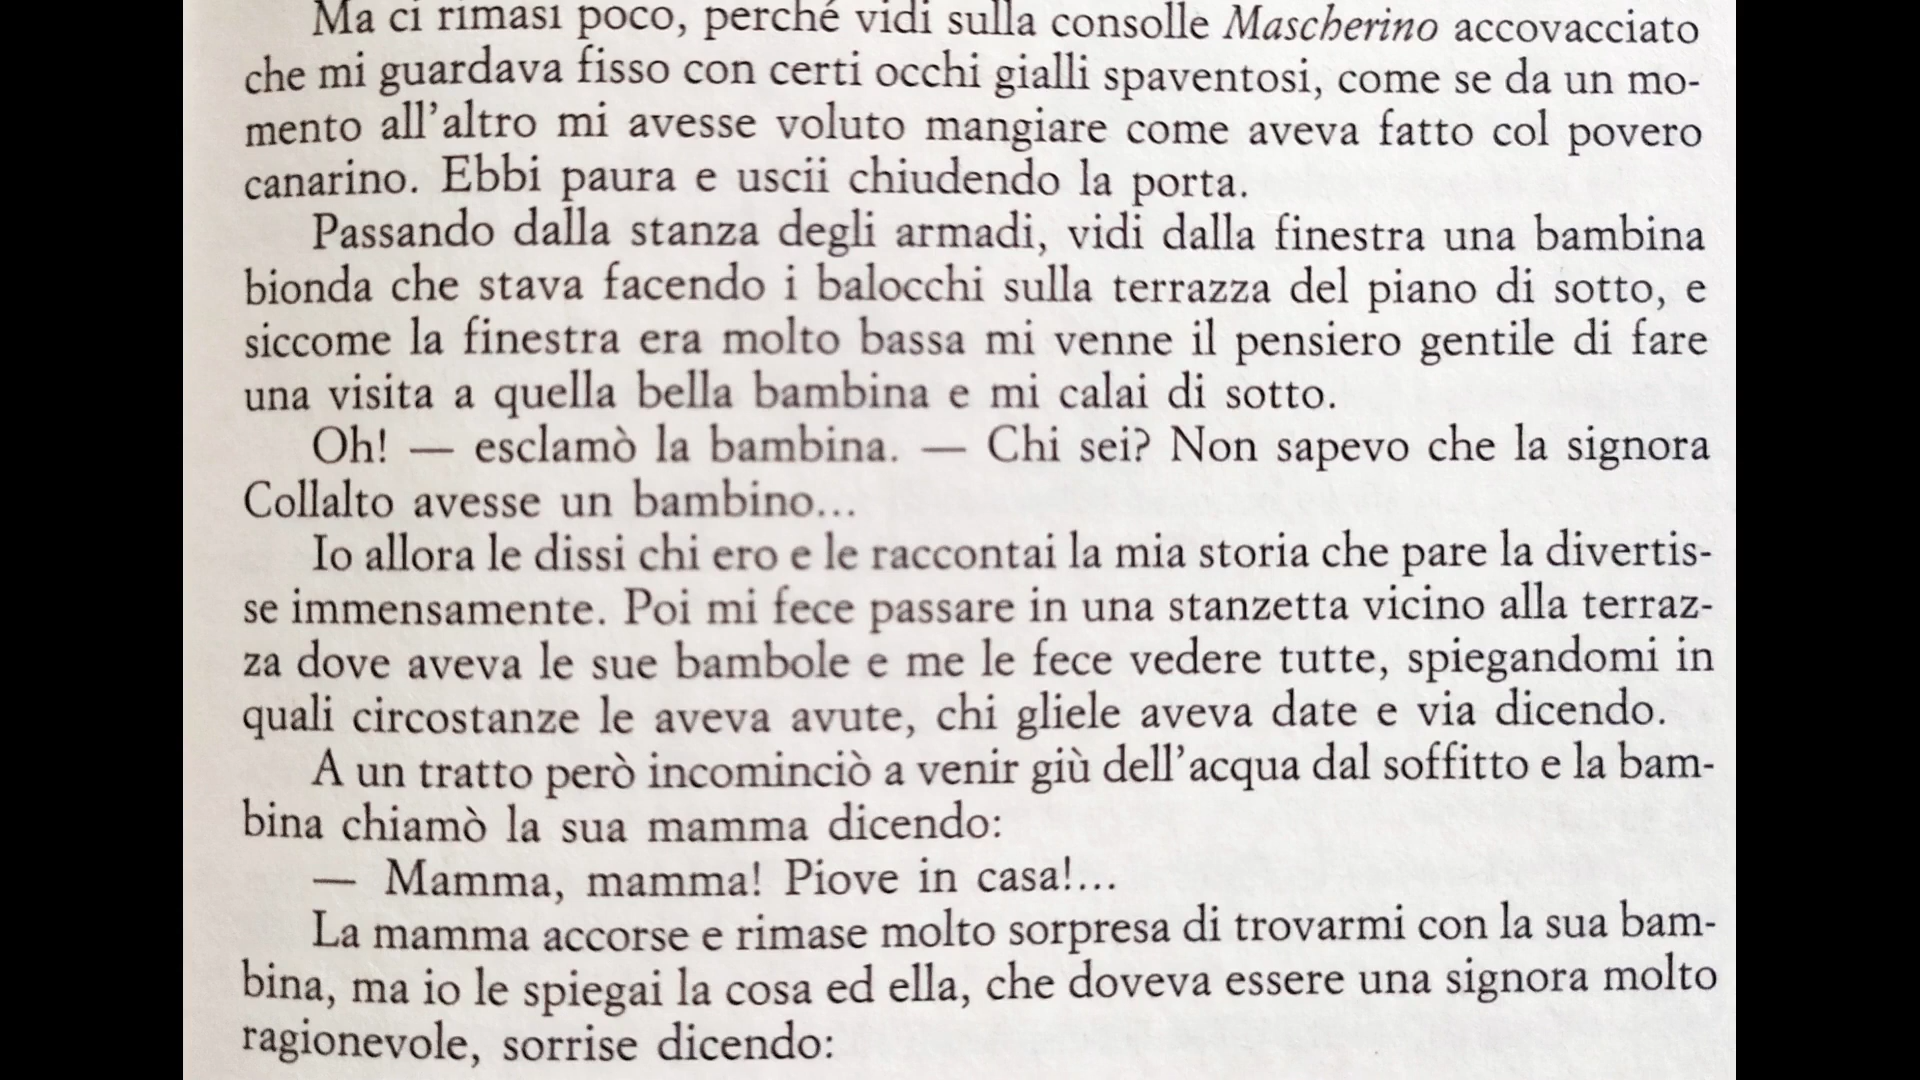 Ma ci rimasi poco, perché vidi sulla consolle Mascherino accovacciato
che mi guardava fisso con certi occhi gialli spaventosi, come se da un mo-
mento all’altro mi avesse voluto mangiare come aveva fatto col povero
canarino. Ebbi paura e uscii chiudendo la porta.
Passando dalla stanza degli armadi, vidi dalla finestra una bambina
bionda che stava facendo i balocchi sulla terrazza del piano di sotto, e
siccome la finestra era molto bassa mi venne il pensiero gentile di fare
una visita a quella bella bambina e mi calai di sotto.
Oh! — esclamò la bambina. — Chi sei? Non sapevo che la signora
Collalto avesse un bambino...
Io allora le dissi chi ero e le raccontai la mia storia che pare la divertis-
se immensamente. Poi mi fece passare in una stanzetta vicino alla terraz-
za dove aveva le sue bambole e me le fece vedere tutte, spiegandomi in
quali circostanze le aveva avute, chi gliele aveva date e via dicendo.
A un tratto però incominciò a venir giù dell’acqua dal soffitto e la bam-
bina chiamò la sua mamma dicendo:
— Mamma, mamma! Piove in casa!...
La mamma accorse e rimase molto sorpresa di trovarmi con la sua bam-
bina, ma io le spiegai la cosa ed ella, che doveva essere una signora molto
ragionevole, sorrise dicendo: